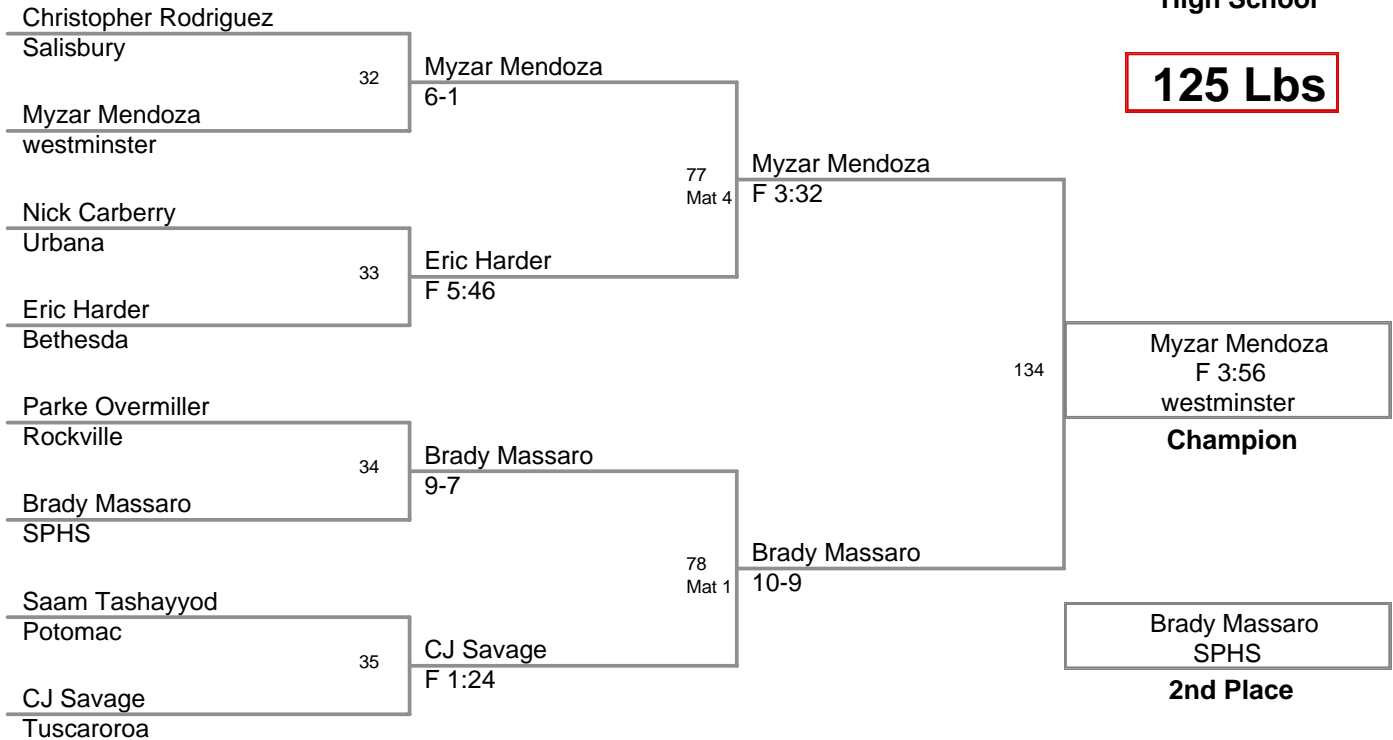 High School
125 Lbs
Christopher Rodriguez
Salisbury
32
Myzar Mendoza
westminster
Myzar Mendoza
6-1
Nick Carberry
Urbana
33
Eric Harder
Bethesda
Eric Harder
F 5:46
77
Mat 4
Myzar Mendoza
F 3:32
Parke Overmiller
Rockville
34
Brady Massaro
SPHS
Brady Massaro
9-7
Saam Tashayyod
Potomac
35
CJ Savage
Tuscaroroa
CJ Savage
F 1:24
78
Mat 1
Brady Massaro
10-9
134
Myzar Mendoza
F 3:56
westminster
Champion
Brady Massaro
SPHS
2nd Place